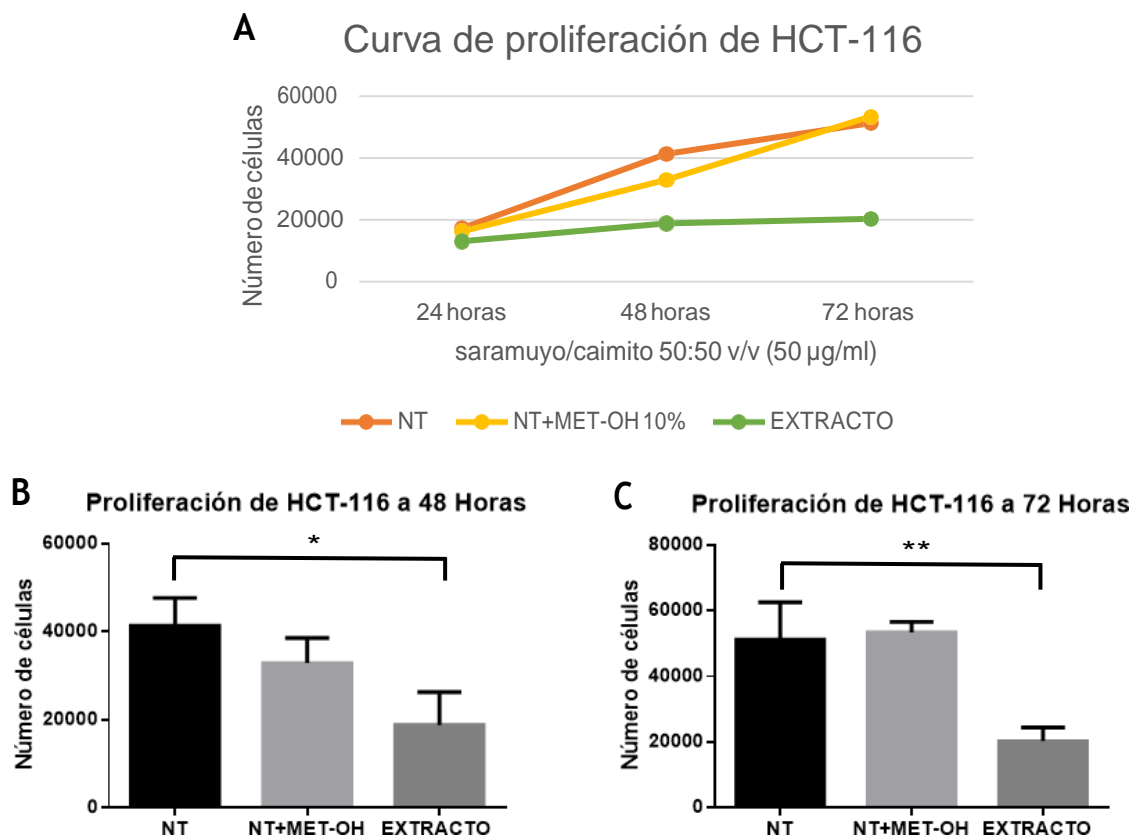 A
Curva de proliferación de HCT-116
Número de células
60000
40000
20000
0
24 horas
48 horas
72 horas
saramuyo/caimito 50:50 v/v (50 µg/ml)
NT
NT+MET-OH 10%
EXTRACTO
B
Proliferación de HCT-116 a 48 Horas
Número de células
60000
40000
20000
0
*
NT
NT+MET-OH
EXTRACTO
C
Proliferación de HCT-116 a 72 Horas
Número de células
80000
60000
40000
20000
0
**
NT
NT+MET-OH
EXTRACTO